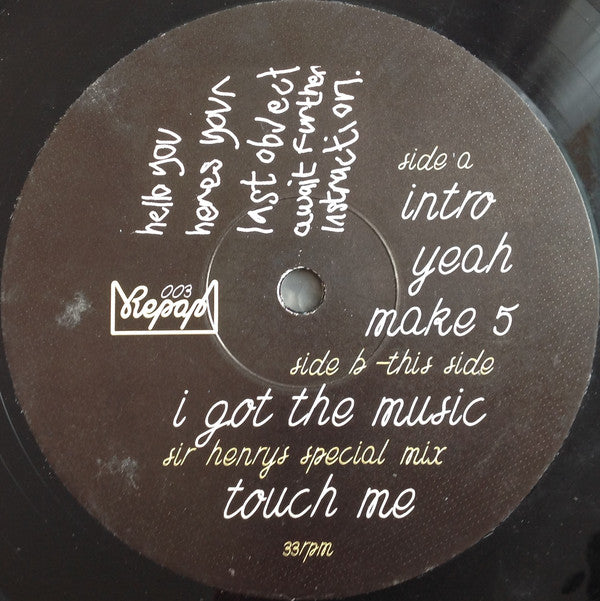 hello you
heres your
last object
await further
instruction.
003
Repap
side a
intro
yeah
make 5
side b -this side
i got the music
sir henrys special mix
touch me
33rpm